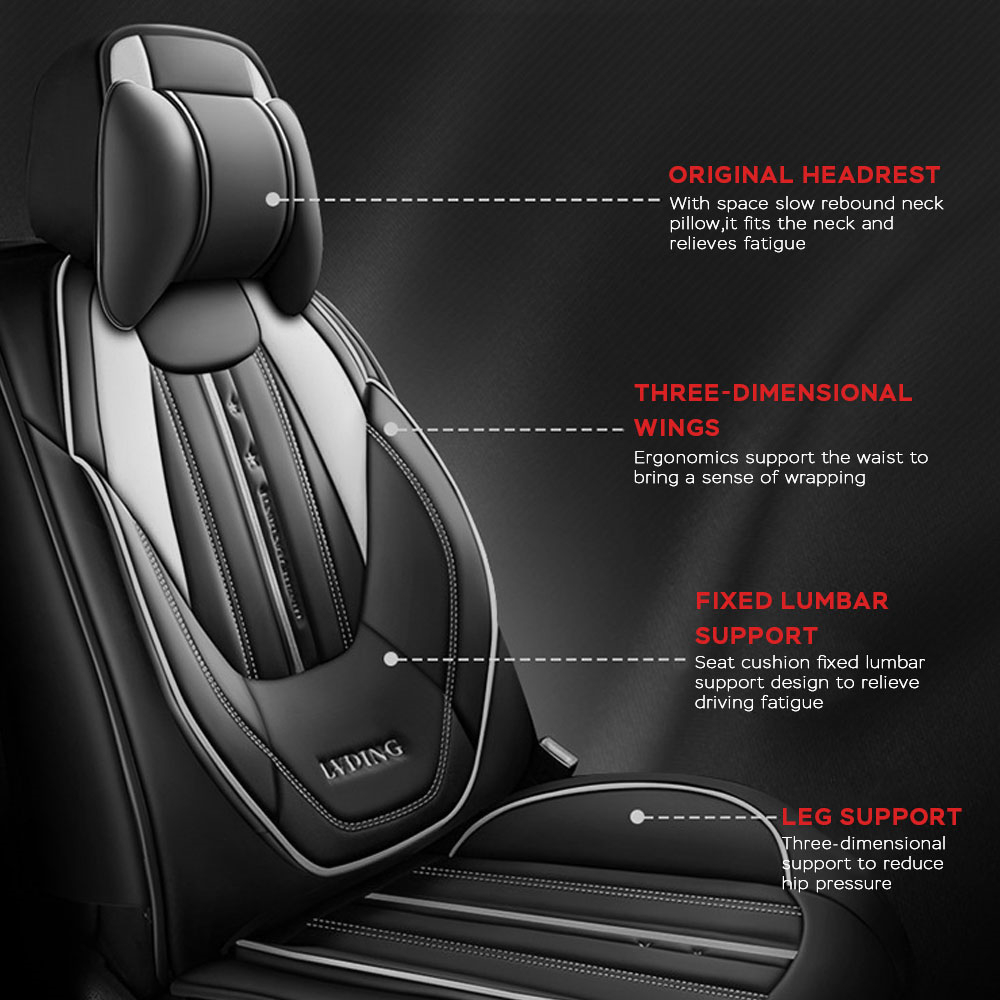 ORIGINAL HEADREST
With space slow rebound neck
pillow,it fits the neck and
relieves fatigue
THREE-DIMENSIONAL
WINGS
Ergonomics support the waist to
bring a sense of wrapping
FIXED LUMBAR
SUPPORT
Seat cushion fixed lumbar
support design to relieve
driving fatigue
LVDING
LEG SUPPORT
Three-dimensional
support to reduce
hip pressure